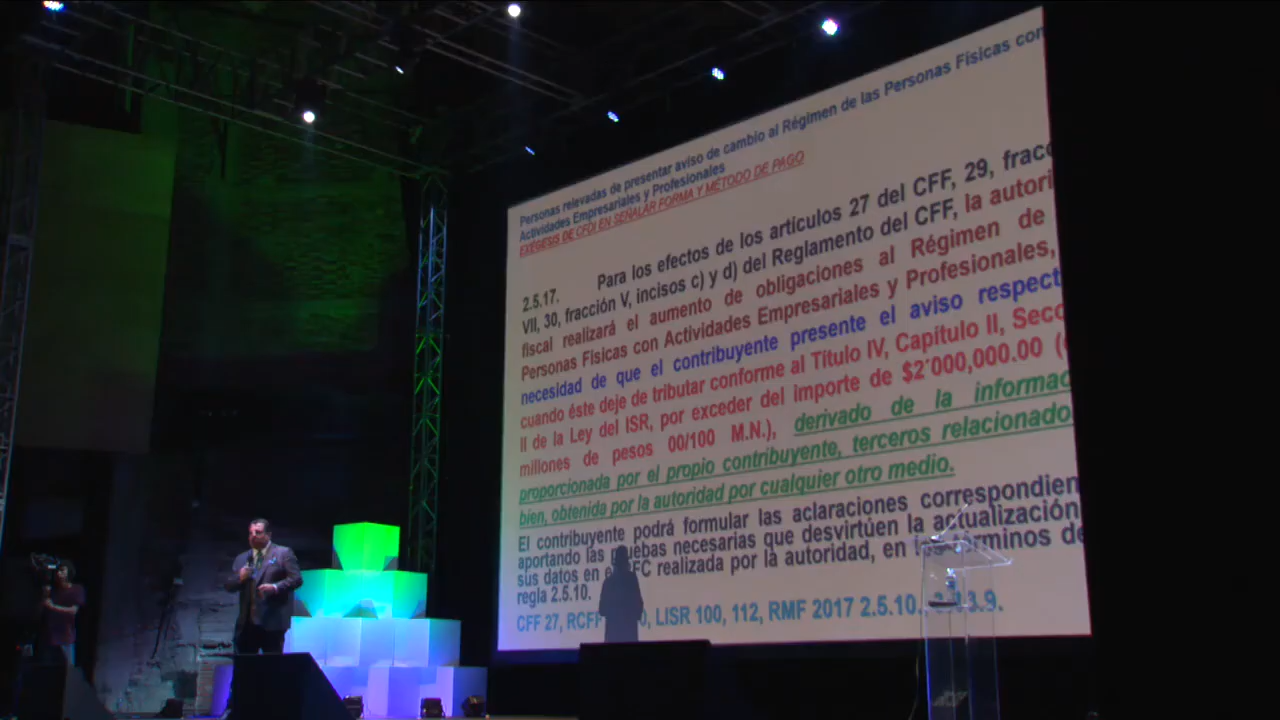 Personas relevadas de presentar aviso de cambio al Régimen de las Personas Físicas con
Actividades Empresariales y Profesionales
EXÉGESIS DE CFDI EN SEÑALAR FORMA Y MÉTODO DE PAGO
2.5.17. Para los efectos de los artículos 27 del CFF, 29, fracc
VII, 30, fracción V, incisos c) y d) del Reglamento del CFF, la autori
fiscal realizará el aumento de obligaciones al Régimen de
Personas Físicas con Actividades Empresariales y Profesionales,
necesidad de que el contribuyente presente el aviso respect
cuando éste deje de tributar conforme al Título IV, Capítulo II, Secc
II de la Ley del ISR, por exceder del importe de $2´000,000.00 (
millones de pesos 00/100 M.N.), derivado de la informac
proporcionada por el propio contribuyente, terceros relacionado
bien, obtenida por la autoridad por cualquier otro medio.
El contribuyente podrá formular las aclaraciones correspondien
aportando las pruebas necesarias que desvirtúen la actualización
sus datos en el RFC realizada por la autoridad, en los términos de
regla 2.5.10.
CFF 27, RCFF 30, LISR 100, 112, RMF 2017 2.5.10.,